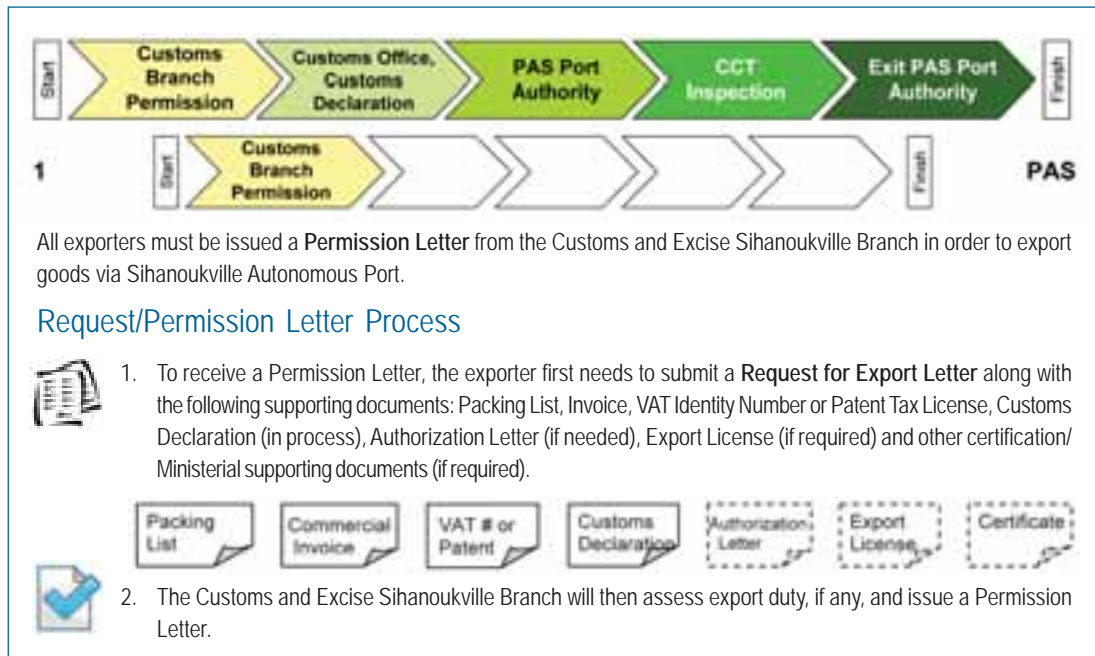 Start
Customs
Branch
Permission
Customs Office,
Customs
Declaration
PAS Port
Authority
CCT
Inspection
Exit PAS Port
Authority
Finish
1
Start
Customs
Branch
Permission
Finish
PAS
All exporters must be issued a Permission Letter from the Customs and Excise Sihanoukville Branch in order to export
goods via Sihanoukville Autonomous Port.
Request/Permission Letter Process
1. To receive a Permission Letter, the exporter first needs to submit a Request for Export Letter along with
the following supporting documents: Packing List, Invoice, VAT Identity Number or Patent Tax License, Customs
Declaration (in process), Authorization Letter (if needed), Export License (if required) and other certification/
Ministerial supporting documents (if required).
Packing
List
Commercial
Invoice
VAT # or
Patent
Customs
Declaration
Authorization
Letter
Export
License
Certificate
2. The Customs and Excise Sihanoukville Branch will then assess export duty, if any, and issue a Permission
Letter.